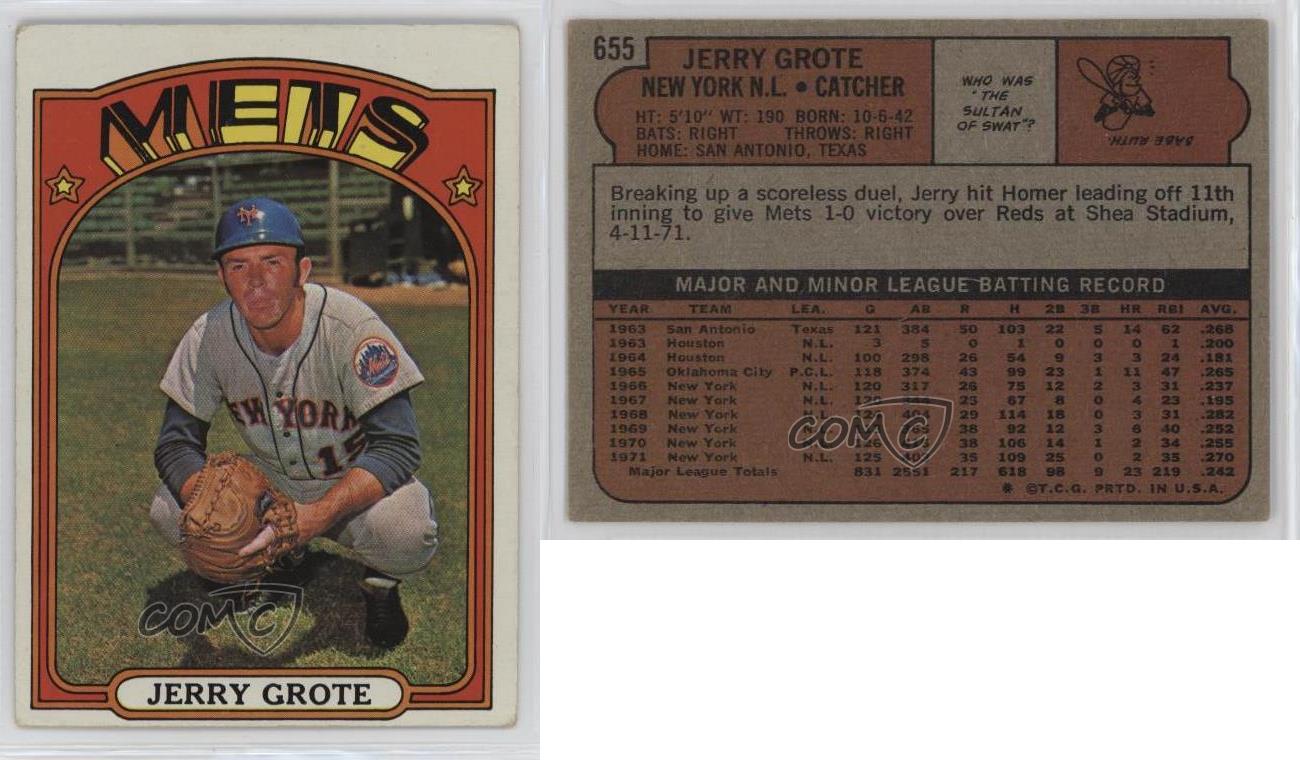 METS
NEW YORK
15
Mets
JERRY GROTE
COMC
655
JERRY GROTE
NEW YORK N.L. • CATCHER
HT: 5'10" WT: 190 BORN: 10-6-42
BATS: RIGHT THROWS: RIGHT
HOME: SAN ANTONIO, TEXAS
WHO WAS
"THE
SULTAN
OF SWAT"?
BABE RUTH.
Breaking up a scoreless duel, Jerry hit Homer leading off 11th
inning to give Mets 1-0 victory over Reds at Shea Stadium,
4-11-71.
MAJOR AND MINOR LEAGUE BATTING RECORD
YEAR TEAM LEA. G AB R H 2B 3B HR RBI AVG.
1963 San Antonio Texas 121 384 50 103 22 5 14 62 .268
1963 Houston N.L. 3 5 0 1 0 0 0 1 .200
1964 Houston N.L. 100 298 26 54 9 3 3 24 .181
1965 Oklahoma City P.C.L. 118 374 43 99 23 1 11 47 .265
1966 New York N.L. 120 317 26 75 12 2 3 31 .237
1967 New York N.L. 120 23 67 8 0 4 23 .195
1968 New York N.L. 404 29 114 18 0 3 31 .282
1969 New York 38 92 12 3 6 40 .252
1970 New York 126 38 106 14 1 2 34 .255
1971 New York N.L. 125 35 109 25 0 2 35 .270
Major League Totals 831 2551 217 618 98 9 23 219 .242
* ©T.C.G. PRTD. IN U.S.A.
COMC